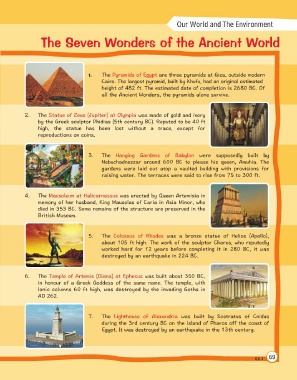 Our World and The Environment
The Seven Wonders of the Ancient World
1. The Pyramids of Egypt are three pyramids at Giza, outside modern
Cairo. The largest pyramid, built by Khufu, had an original estimated
height of 482 ft. The estimated date of completion is 2680 BC. Of
all the Ancient Wonders, the pyramids alone survive.
2. The Statue of Zeus (Jupiter) at Olympia was made of gold and ivory
by the Greek sculptor Phidias (5th century BC). Reputed to be 40 ft
high, the statue has been lost without a trace, except for
reproductions on coins.
3. The Hanging Gardens of Babylon were supposedly built by
Nebuchadnezzar around 600 BC to please his queen, Amuhia. The
gardens were laid out atop a vaulted building with provisions for
raising water. The terraces were said to rise from 75 to 300 ft.
4. The Mausoleum at Halicarnassus was erected by Queen Artemisia in
memory of her husband, King Mausolus of Caria in Asia Minor, who
died in 353 BC. Some remains of the structure are preserved in the
British Museum.
5. The Colossus of Rhodes was a bronze statue of Helios (Apollo),
about 105 ft high. The work of the sculptor Chares, who reputedly
worked hard for 12 years before completing it in 280 BC, it was
destroyed by an earthquake in 224 BC.
6. The Temple of Artemis (Diana) at Ephesus was built about 350 BC,
in honour of a Greek Goddess of the same name. The temple, with
Ionic columns 60 ft high, was destroyed by the invading Goths in
AD 262.
7. The Lighthouse of Alexandria was built by Sostratus of Cnidus
during the 3rd century BC on the island of Pharos off the coast of
Egypt. It was destroyed by an earthquake in the 13th century.
69